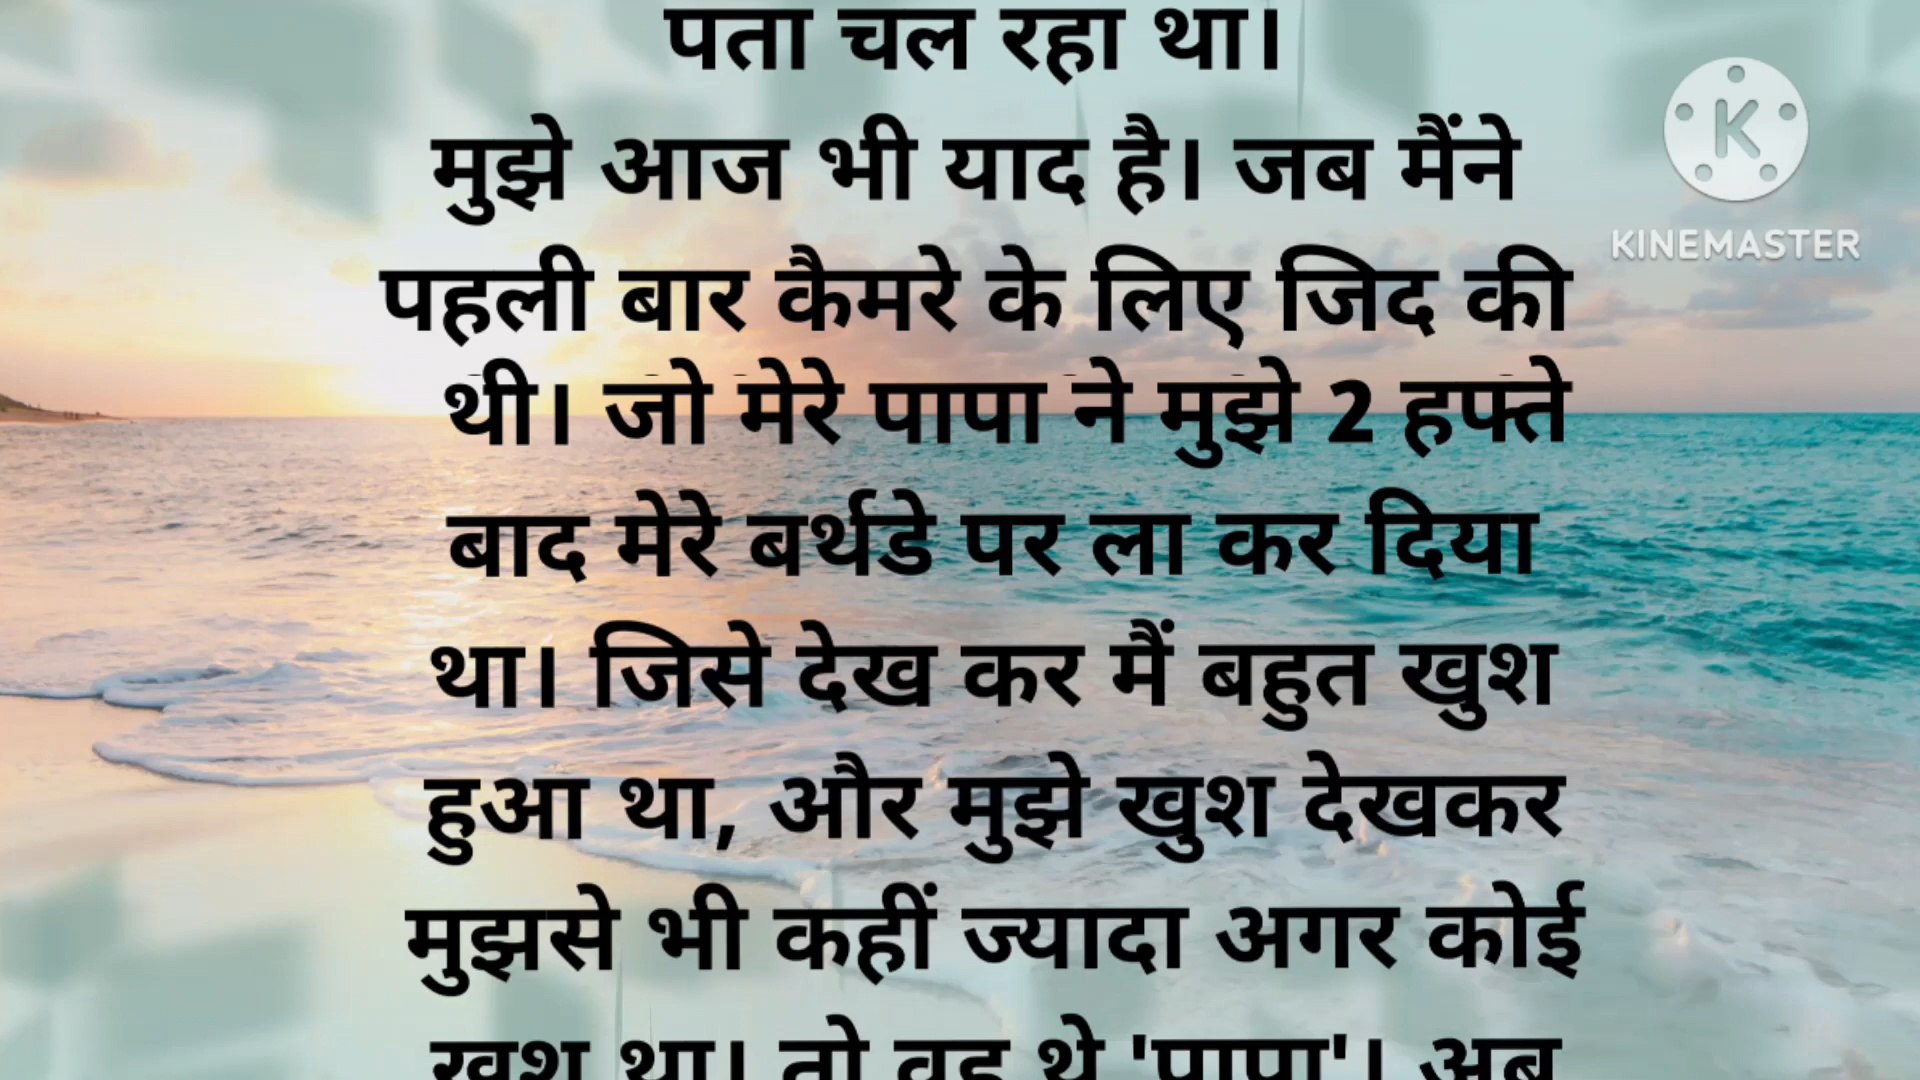 पता चल रहा था।
मुझे आज भी याद है। जब मैंने
पहली बार कैमरे के लिए जिद की
थी। जो मेरे पापा ने मुझे 2 हफ्ते
बाद मेरे बर्थडे पर ला कर दिया
था। जिसे देख कर मैं बहुत खुश
हुआ था, और मुझे खुश देखकर
मुझसे भी कहीं ज्यादा अगर कोई
खुश था। तो वह थे 'पापा'। अब
K
KINEMASTER